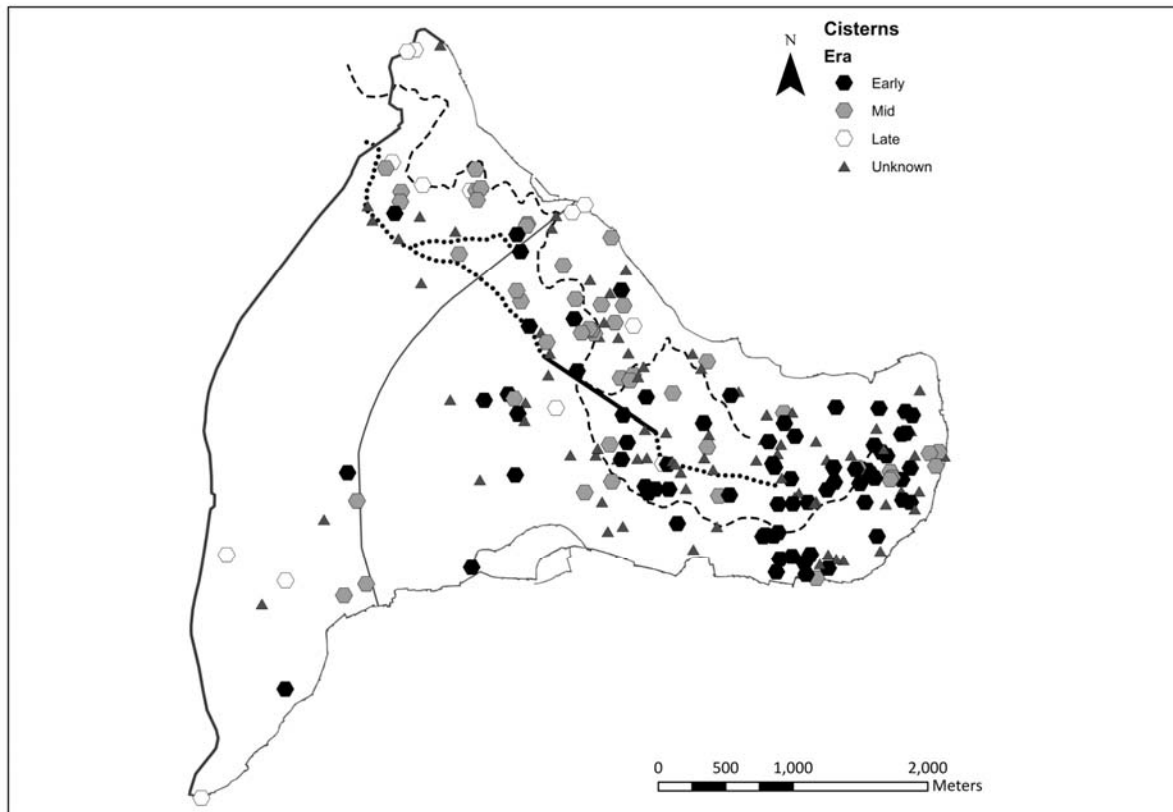 Cisterns
N
Era
Early
Mid
Late
Unknown
0 500 1,000 2,000
Meters